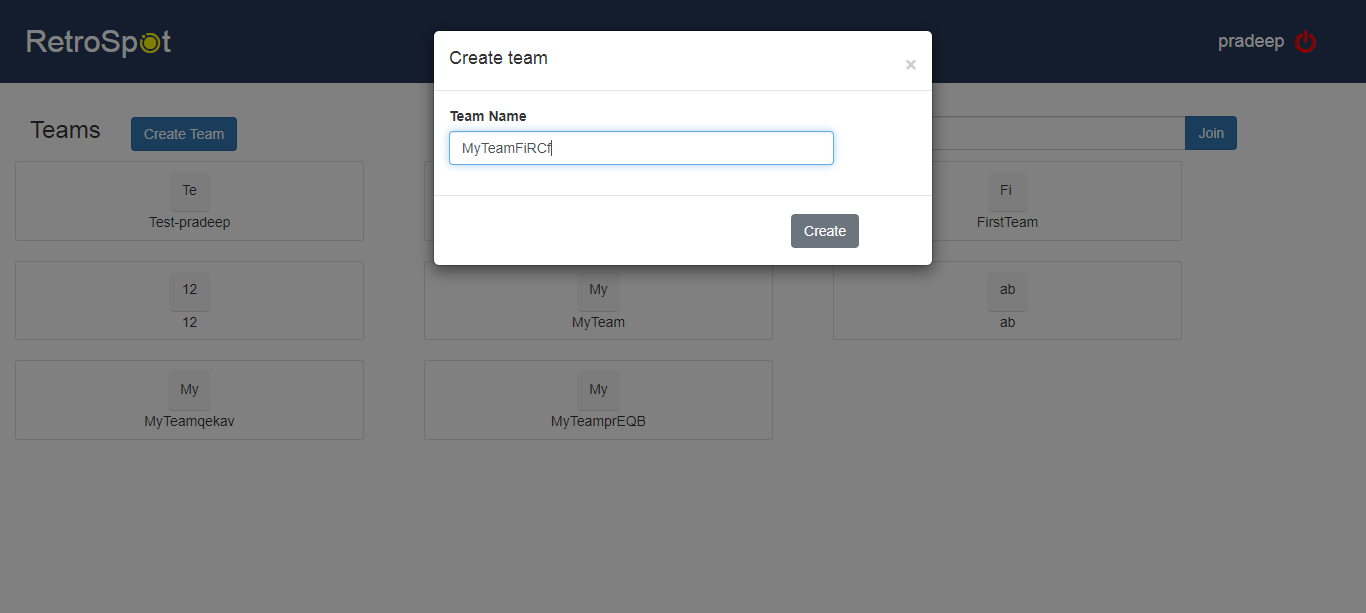 RetroSpot
pradeep
Create team
×
Team Name
MyTeamFiRCf
Create
Teams
Create Team
Join
Te
Test-pradeep
Fi
FirstTeam
12
12
My
MyTeam
ab
ab
My
MyTeamqekav
My
MyTeamprEQB